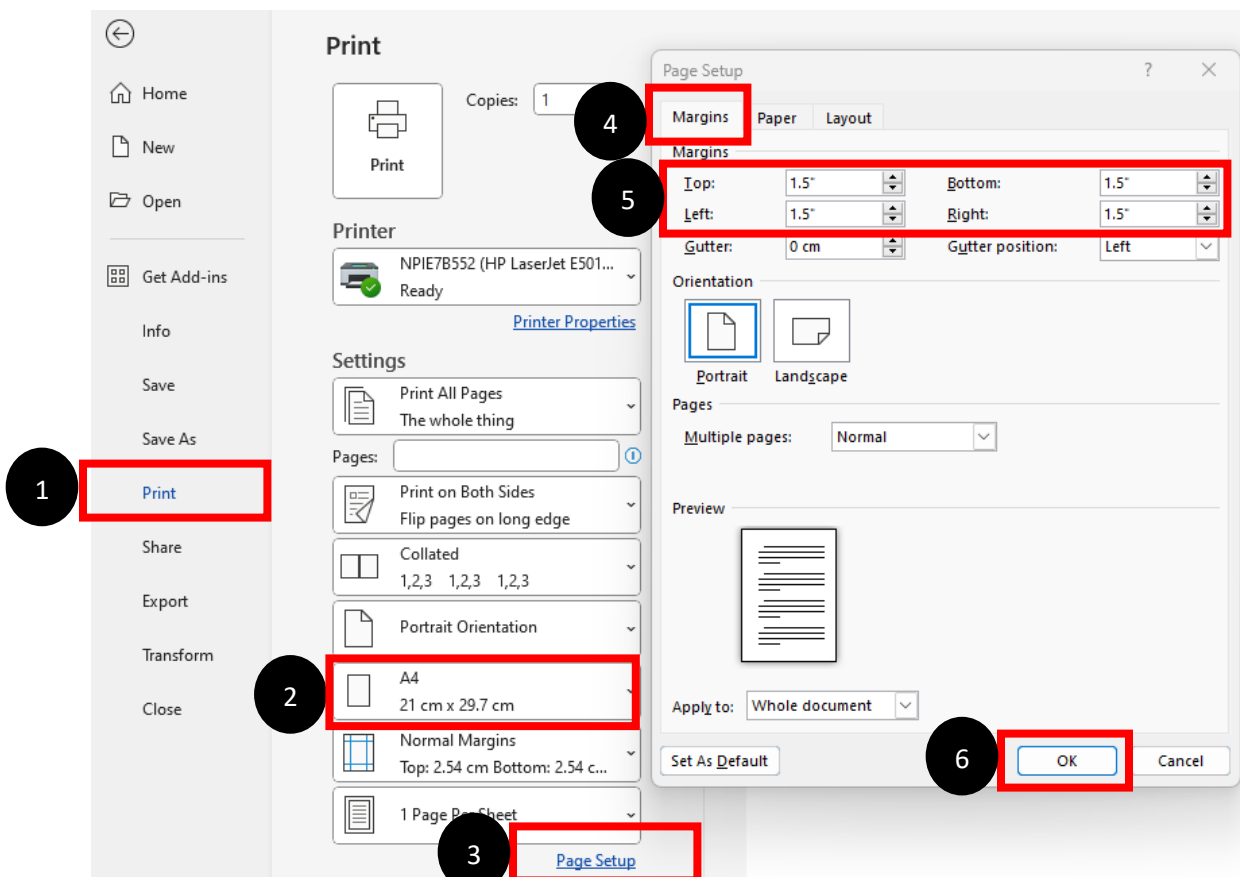 Print
Home
New
Open
Get Add-ins
Info
Save
Save As
1
Print
Share
Export
Transform
Close
Copies: 1
Print
Printer
NPIE7B552 (HP LaserJet E501...
Ready
Printer Properties
Settings
Print All Pages
The whole thing
Pages:
Print on Both Sides
Flip pages on long edge
Collated
1,2,3 1,2,3 1,2,3
Portrait Orientation
2
A4
21 cm x 29.7 cm
Normal Margins
Top: 2.54 cm Bottom: 2.54 c...
1 Page Per Sheet
3
Page Setup
Page Setup
?
4
Margins Paper Layout
Margins
5
Top: 1.5" Bottom: 1.5"
Left: 1.5" Right: 1.5"
Gutter: 0 cm Gutter position: Left
Orientation
Portrait Landscape
Pages
Multiple pages: Normal
Preview
Apply to: Whole document
6
Set As Default OK Cancel